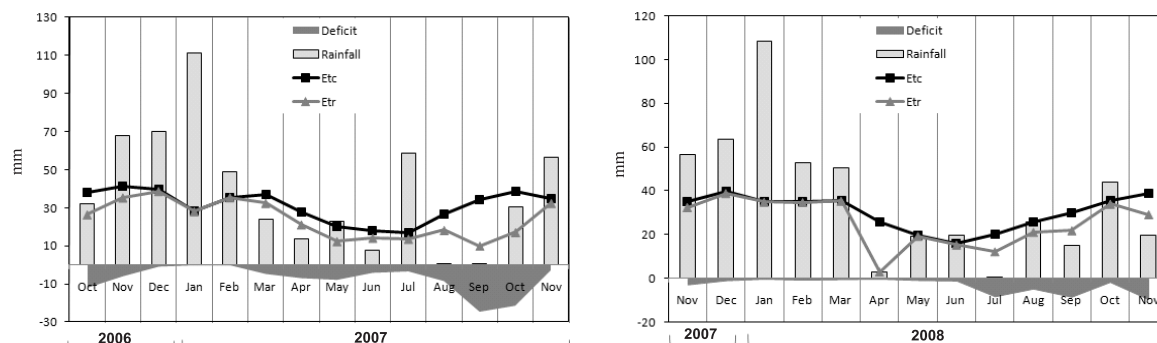 130
110
90
70
50
30
10
-10
-30
mm
Deficit
Rainfall
Etc
Etr
Oct Nov Dec Jan Feb Mar Apr May Jun Jul Aug Sep Oct Nov
2006 2007
120
100
80
60
40
20
0
-20
mm
Deficit
Rainfall
Etc
Etr
Nov Dec Jan Feb Mar Apr May Jun Jul Aug Sep Oct Nov
2007 2008